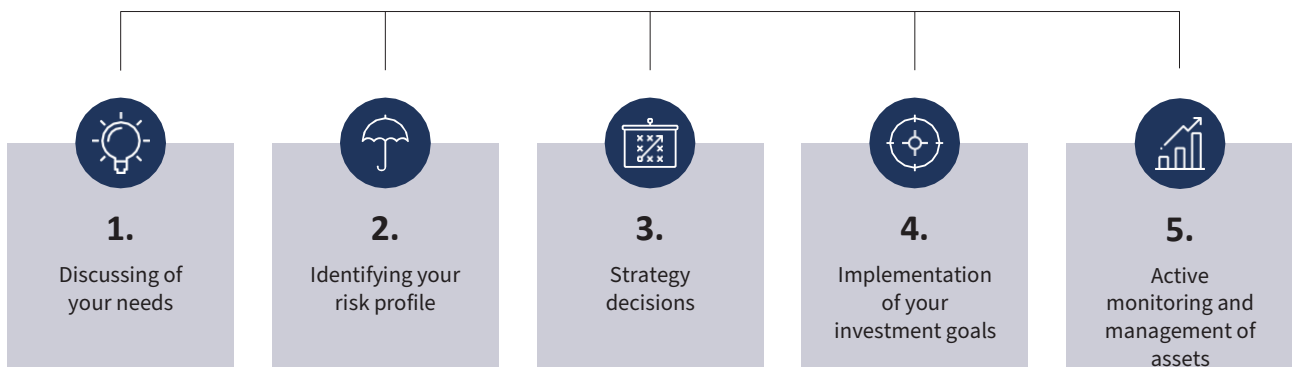 1.
Discussing of
your needs
2.
Identifying your
risk profile
3.
Strategy
decisions
4.
Implementation
of your
investment goals
5.
Active
monitoring and
management of
assets